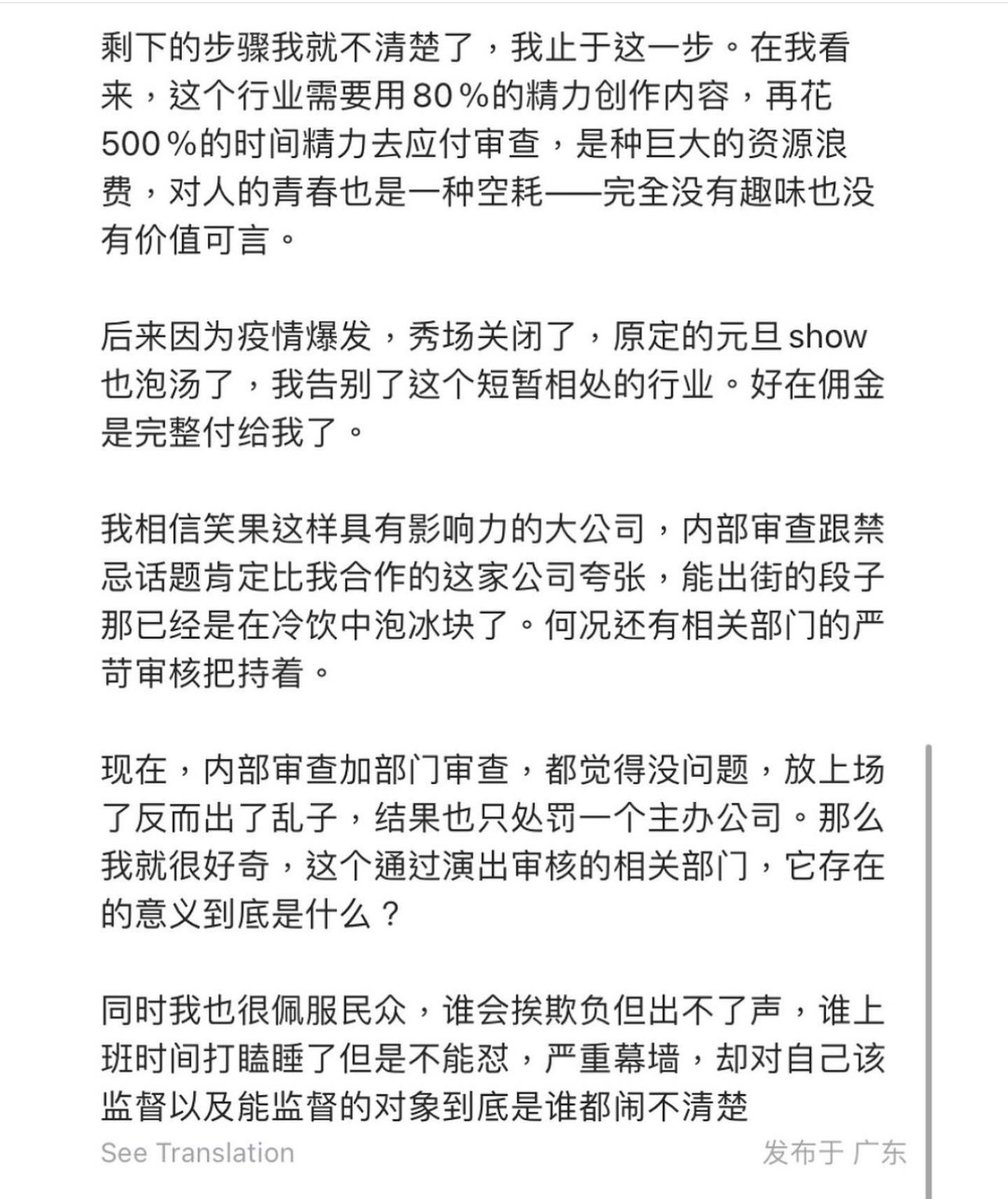 剩下的步骤我就不清楚了，我止于这一步。在我看
来，这个行业需要用80%的精力创作内容，再花
500%的时间精力去应付审查，是种巨大的资源浪
费，对人的青春也是一种空耗——完全没有趣味也没
有价值可言。
后来因为疫情爆发，秀场关闭了，原定的元旦show
也泡汤了，我告别了这个短暂相处的行业。好在佣金
是完整付给我了。
我相信笑果这样具有影响力的大公司，内部审查跟禁
忌话题肯定比我合作的这家公司夸张，能出街的段子
那已经是在冷饮中泡冰块了。何况还有相关部门的严
苛审核把持着。
现在，内部审查加部门审查，都觉得没问题，放上场
了反而出了乱子，结果也只处罚一个主办公司。那么
我就很好奇，这个通过演出审核的相关部门，它存在
的意义到底是什么？
同时我也很佩服民众，谁会挨欺负但出不了声，谁上
班时间打瞌睡了但是不能怼，严重幕墙，却对自己该
监督以及能监督的对象到底是谁都闹不清楚
See Translation
发布于 广东